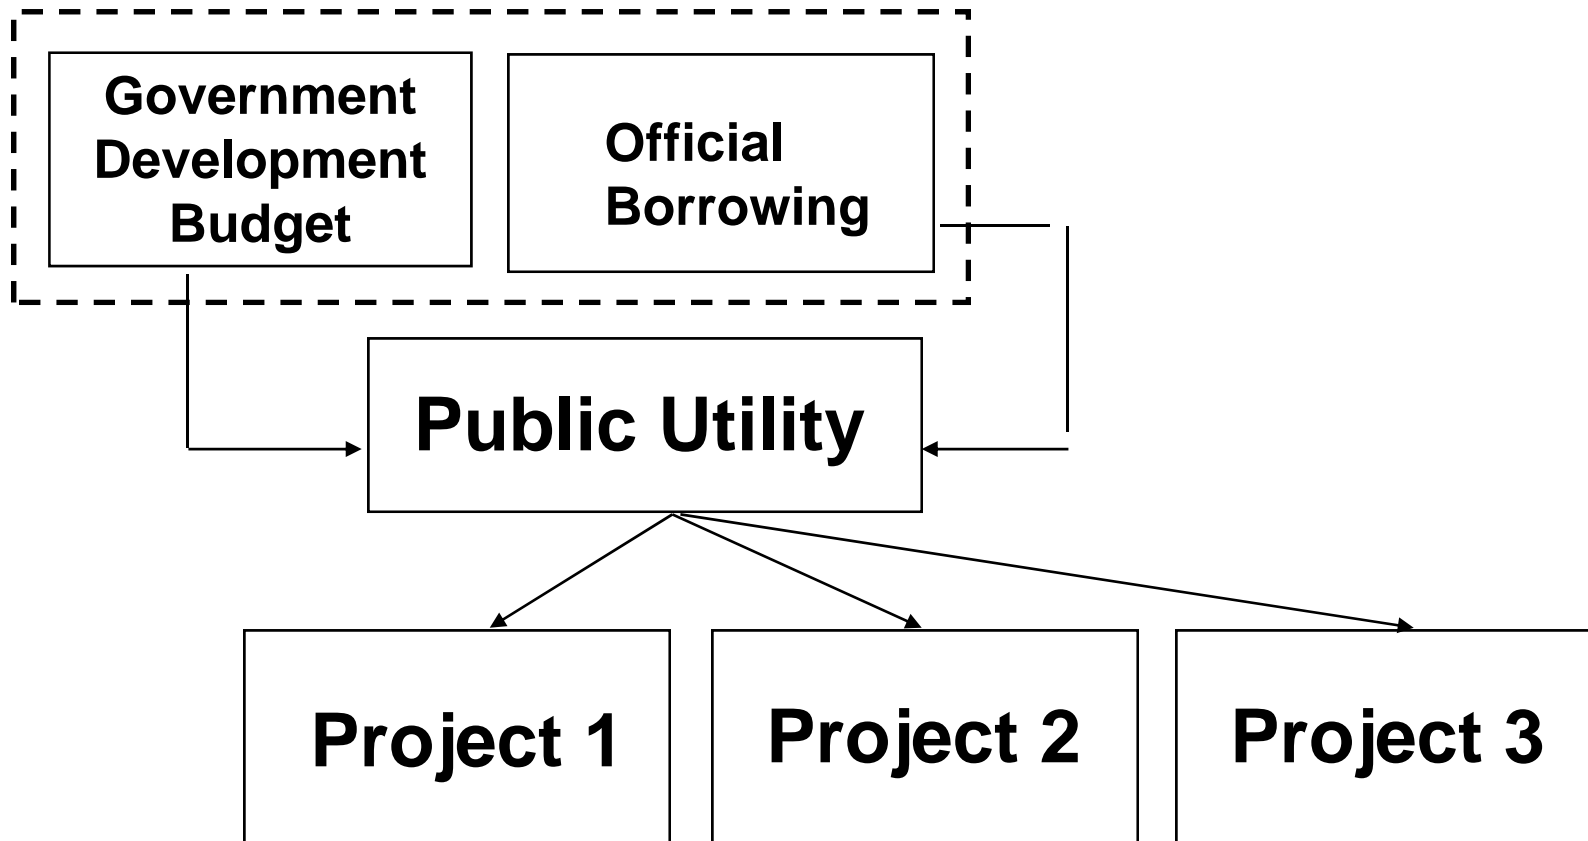 Government
Development
Budget
Official
Borrowing
Public Utility
Project 1
Project 2
Project 3